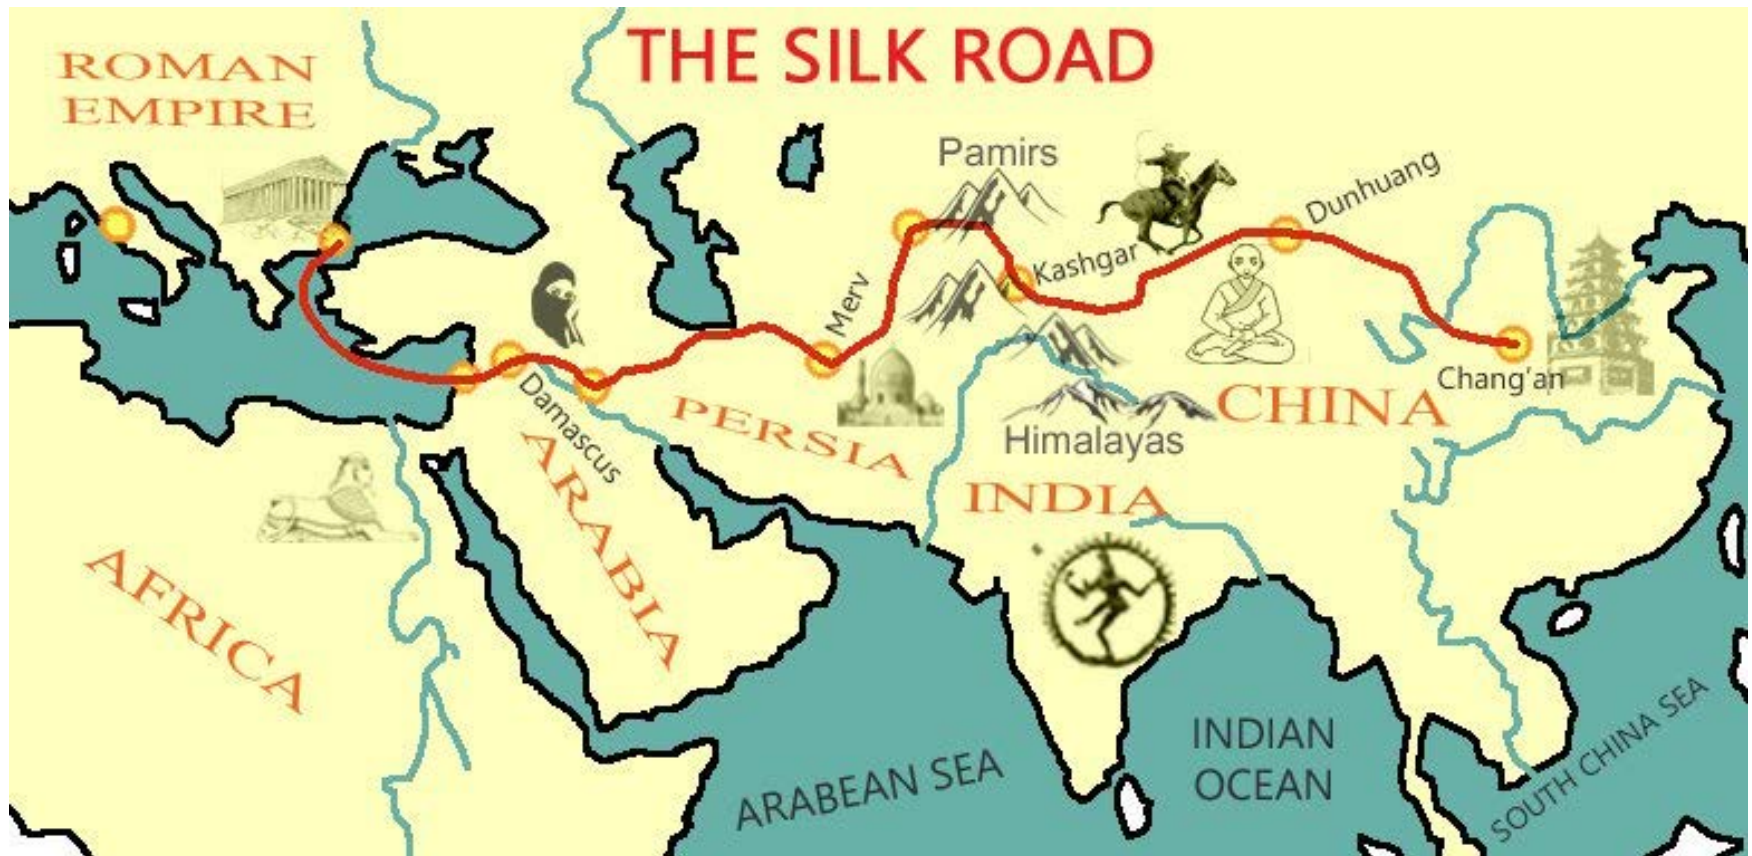 THE SILK ROAD
ROMAN
EMPIRE
Pamirs
Dunhuang
Kashgar
Merv
Chang'an
Damascus
PERSIA
CHINA
Himalayas
ARABIA
INDIA
AFRICA
INDIAN
OCEAN
ARABEAN SEA
SOUTH CHINA SEA